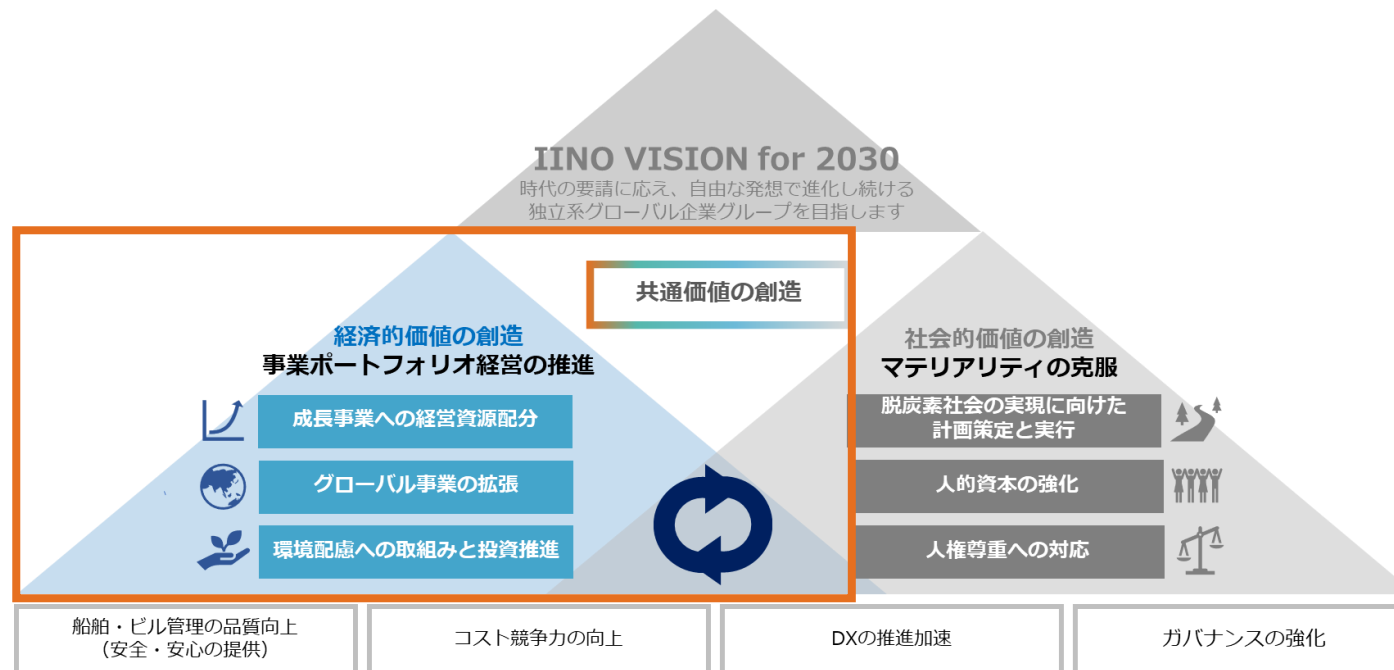 IINO VISION for 2030
時代の要請に応え、自由な発想で進化し続ける
独立系グローバル企業グループを目指します
共通価値の創造
経済的価値の創造
事業ポートフォリオ経営の推進
成長事業への経営資源配分
グローバル事業の拡張
環境配慮への取組みと投資推進
社会的価値の創造
マテリアリティの克服
脱炭素社会の実現に向けた
計画策定と実行
人的資本の強化
人権尊重への対応
船舶・ビル管理の品質向上
（安全・安心の提供）
コスト競争力の向上
DXの推進加速
ガバナンスの強化